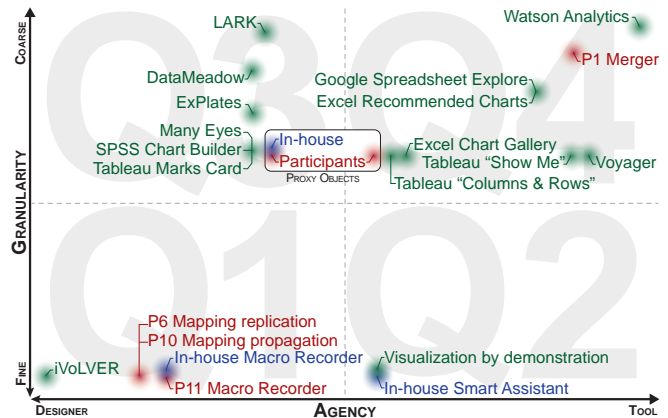 COARSE
GRANULARITY
FINE
Q3
Q4
Q1
Q2
LARK
Watson Analytics
P1 Merger
DataMeadow
Google Spreadsheet Explore
Excel Recommended Charts
ExPlates
Many Eyes
SPSS Chart Builder
Tableau Marks Card
In-house
Participants
PROXY OBJECTS
Excel Chart Gallery
Tableau “Show Me”
Voyager
Tableau “Columns & Rows”
P6 Mapping replication
P10 Mapping propagation
In-house Macro Recorder
P11 Macro Recorder
iVoLVER
Visualization by demonstration
In-house Smart Assistant
DESIGNER
AGENCY
TOOL